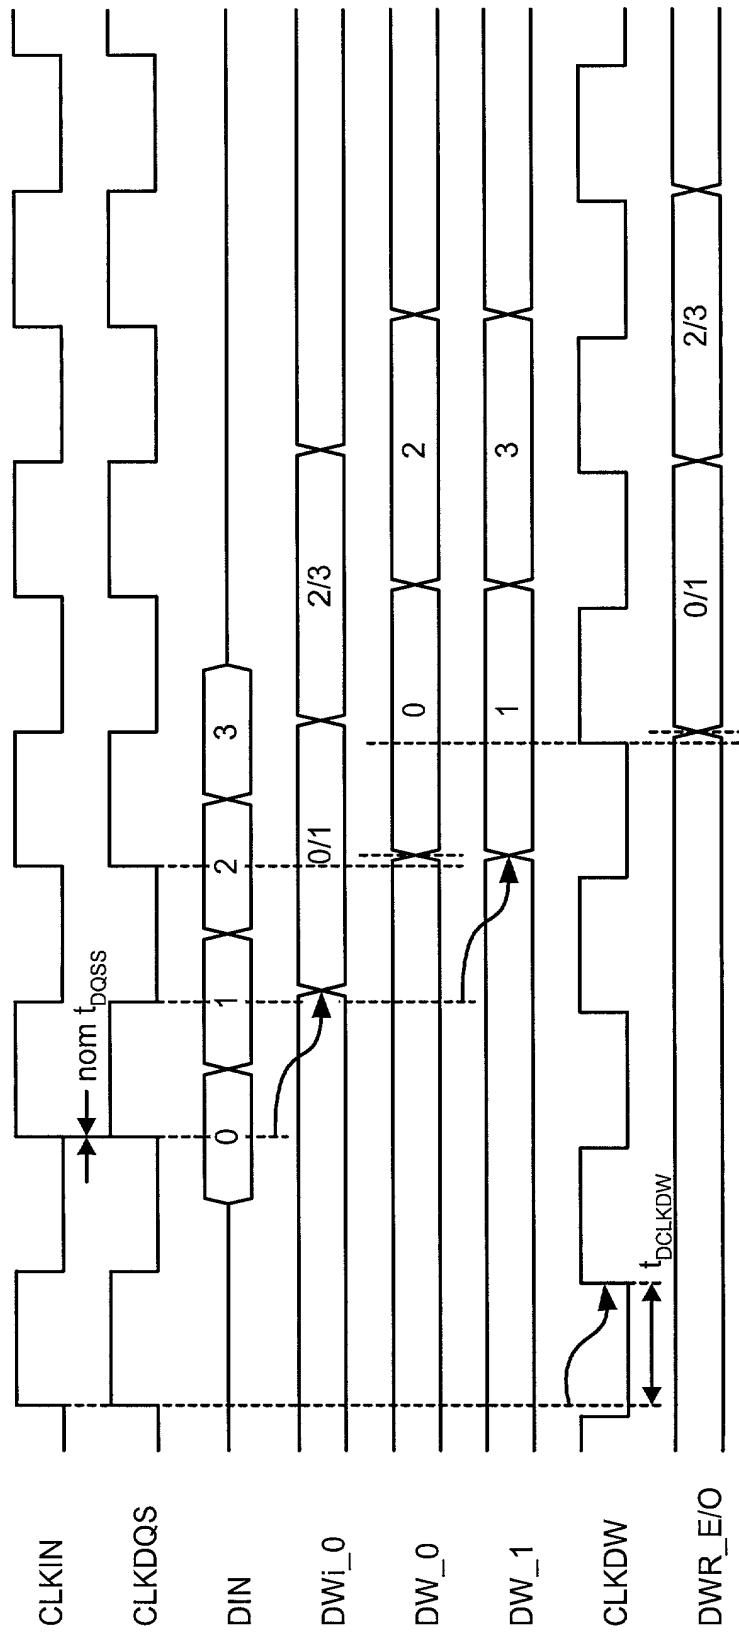 CLKIN
nom tDQSS
CLKDQS
DIN
0
1
2
3
DWi_0
0/1
2/3
DW_0
0
2
DW_1
1
3
CLKDW
tDCLKDW
DWR_E/O
0/1
2/3